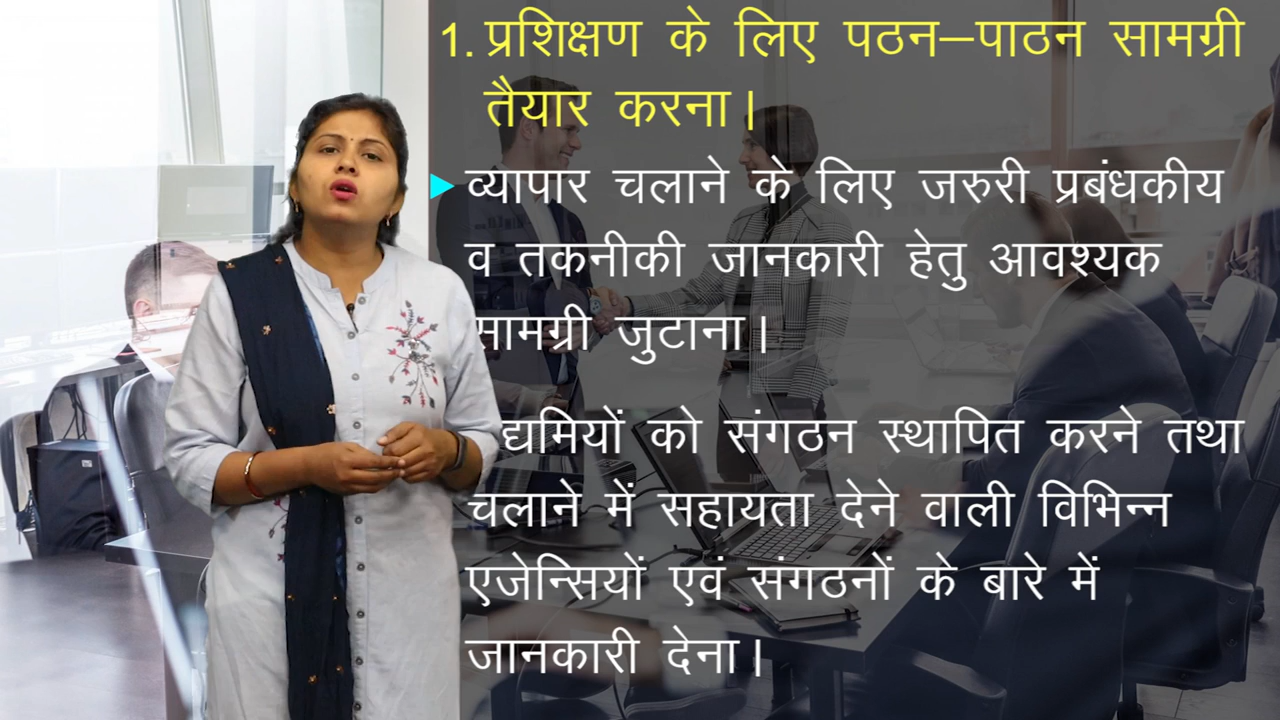 1. प्रशिक्षण के लिए पठन–पाठन सामग्री
तैयार करना।
व्यापार चलाने के लिए जरुरी प्रबंधकीय
व तकनीकी जानकारी हेतु आवश्यक
सामग्री जुटाना।
द्यमियों को संगठन स्थापित करने तथा
चलाने में सहायता देने वाली विभिन्न
एजेन्सियों एवं संगठनों के बारे में
जानकारी देना।